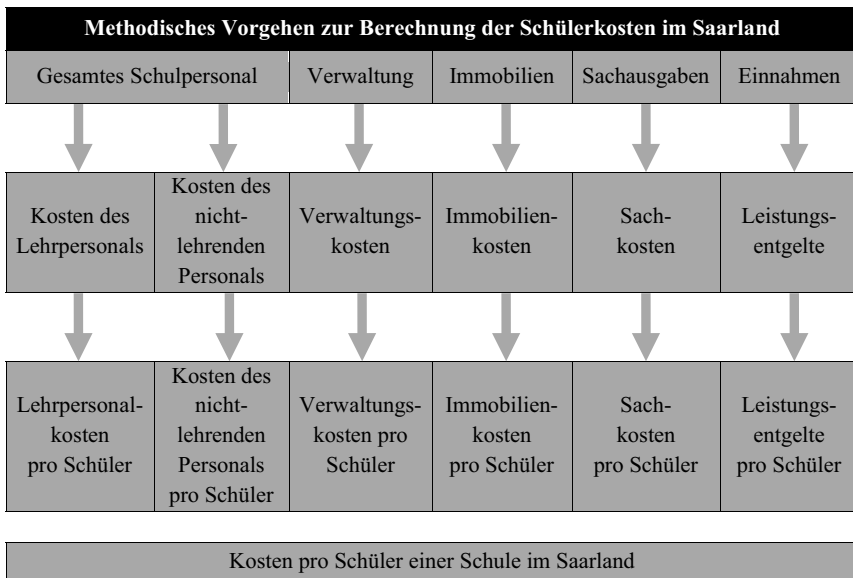 Methodisches Vorgehen zur Berechnung der Schülerkosten im Saarland
Gesamtes Schulpersonal
Verwaltung
Immobilien
Sachausgaben
Einnahmen
Kosten des
Lehrpersonals
Kosten des
nicht-
lehrenden
Personals
Verwaltungs-
kosten
Immobilien-
kosten
Sach-
kosten
Leistungs-
entgelte
Lehrpersonal-
kosten
pro Schüler
Kosten des
nicht-
lehrenden
Personals
pro Schüler
Verwaltungs-
kosten pro
Schüler
Immobilien-
kosten
pro Schüler
Sach-
kosten
pro Schüler
Leistungs-
entgelte
pro Schüler
Kosten pro Schüler einer Schule im Saarland